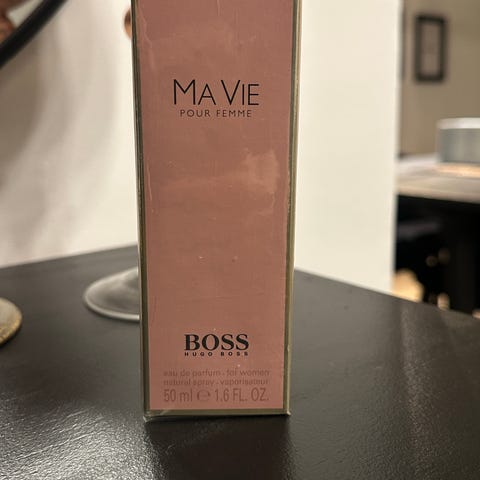 MA VIE
POUR FEMME
BOSS
HUGO BOSS
eau de parfum - for women
natural spray - vaporisateur
50 ml ℮ 1.6 FL. OZ.